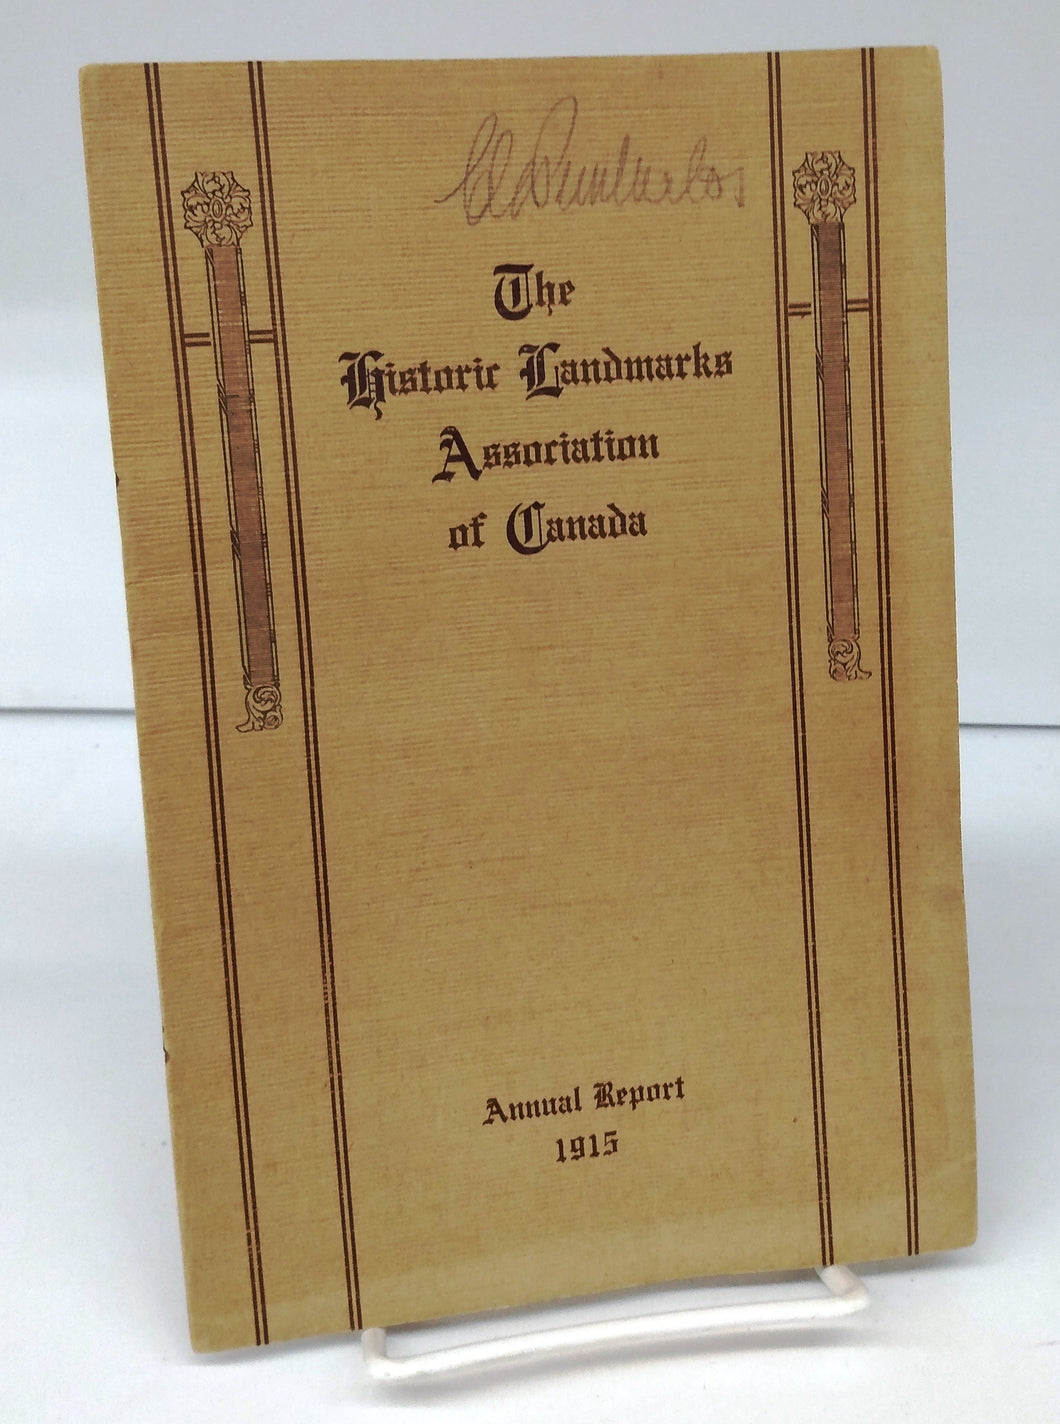 The
Historic Landmarks
Association
of Canada
Annual Report
1915